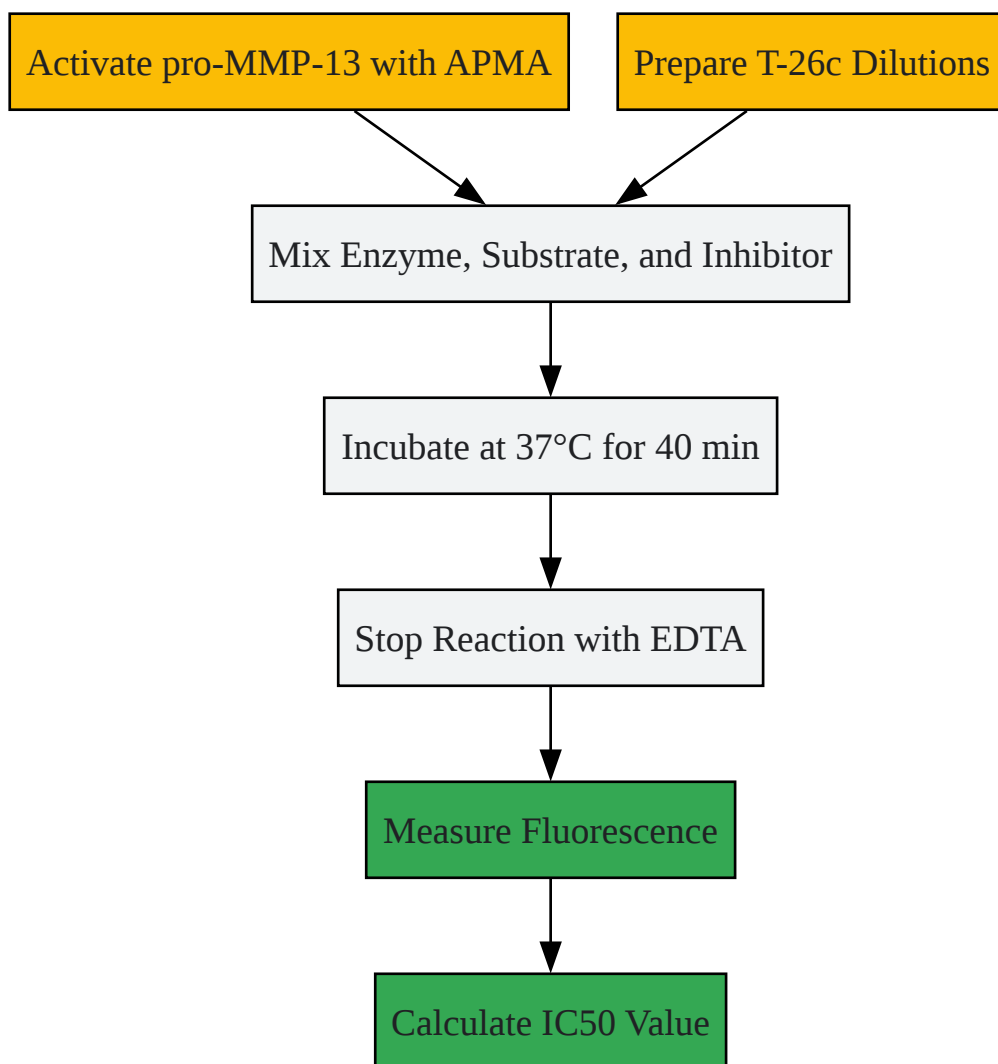 Activate pro-MMP-13 with APMA
Prepare T-26c Dilutions
Mix Enzyme, Substrate, and Inhibitor
Incubate at 37°C for 40 min
Stop Reaction with EDTA
Measure Fluorescence
Calculate IC50 Value